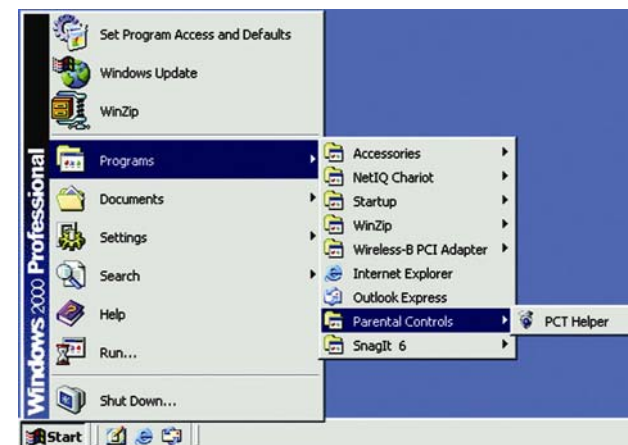 Set Program Access and Defaults
Windows Update
WinZip
Programs
Documents
Settings
Search
Help
Run...
Shut Down...
Windows 2000 Professional
Accessories
NetIQ Chariot
Startup
WinZip
Wireless-B PCI Adapter
Internet Explorer
Outlook Express
Parental Controls
SnagIt 6
PCT Helper
Start